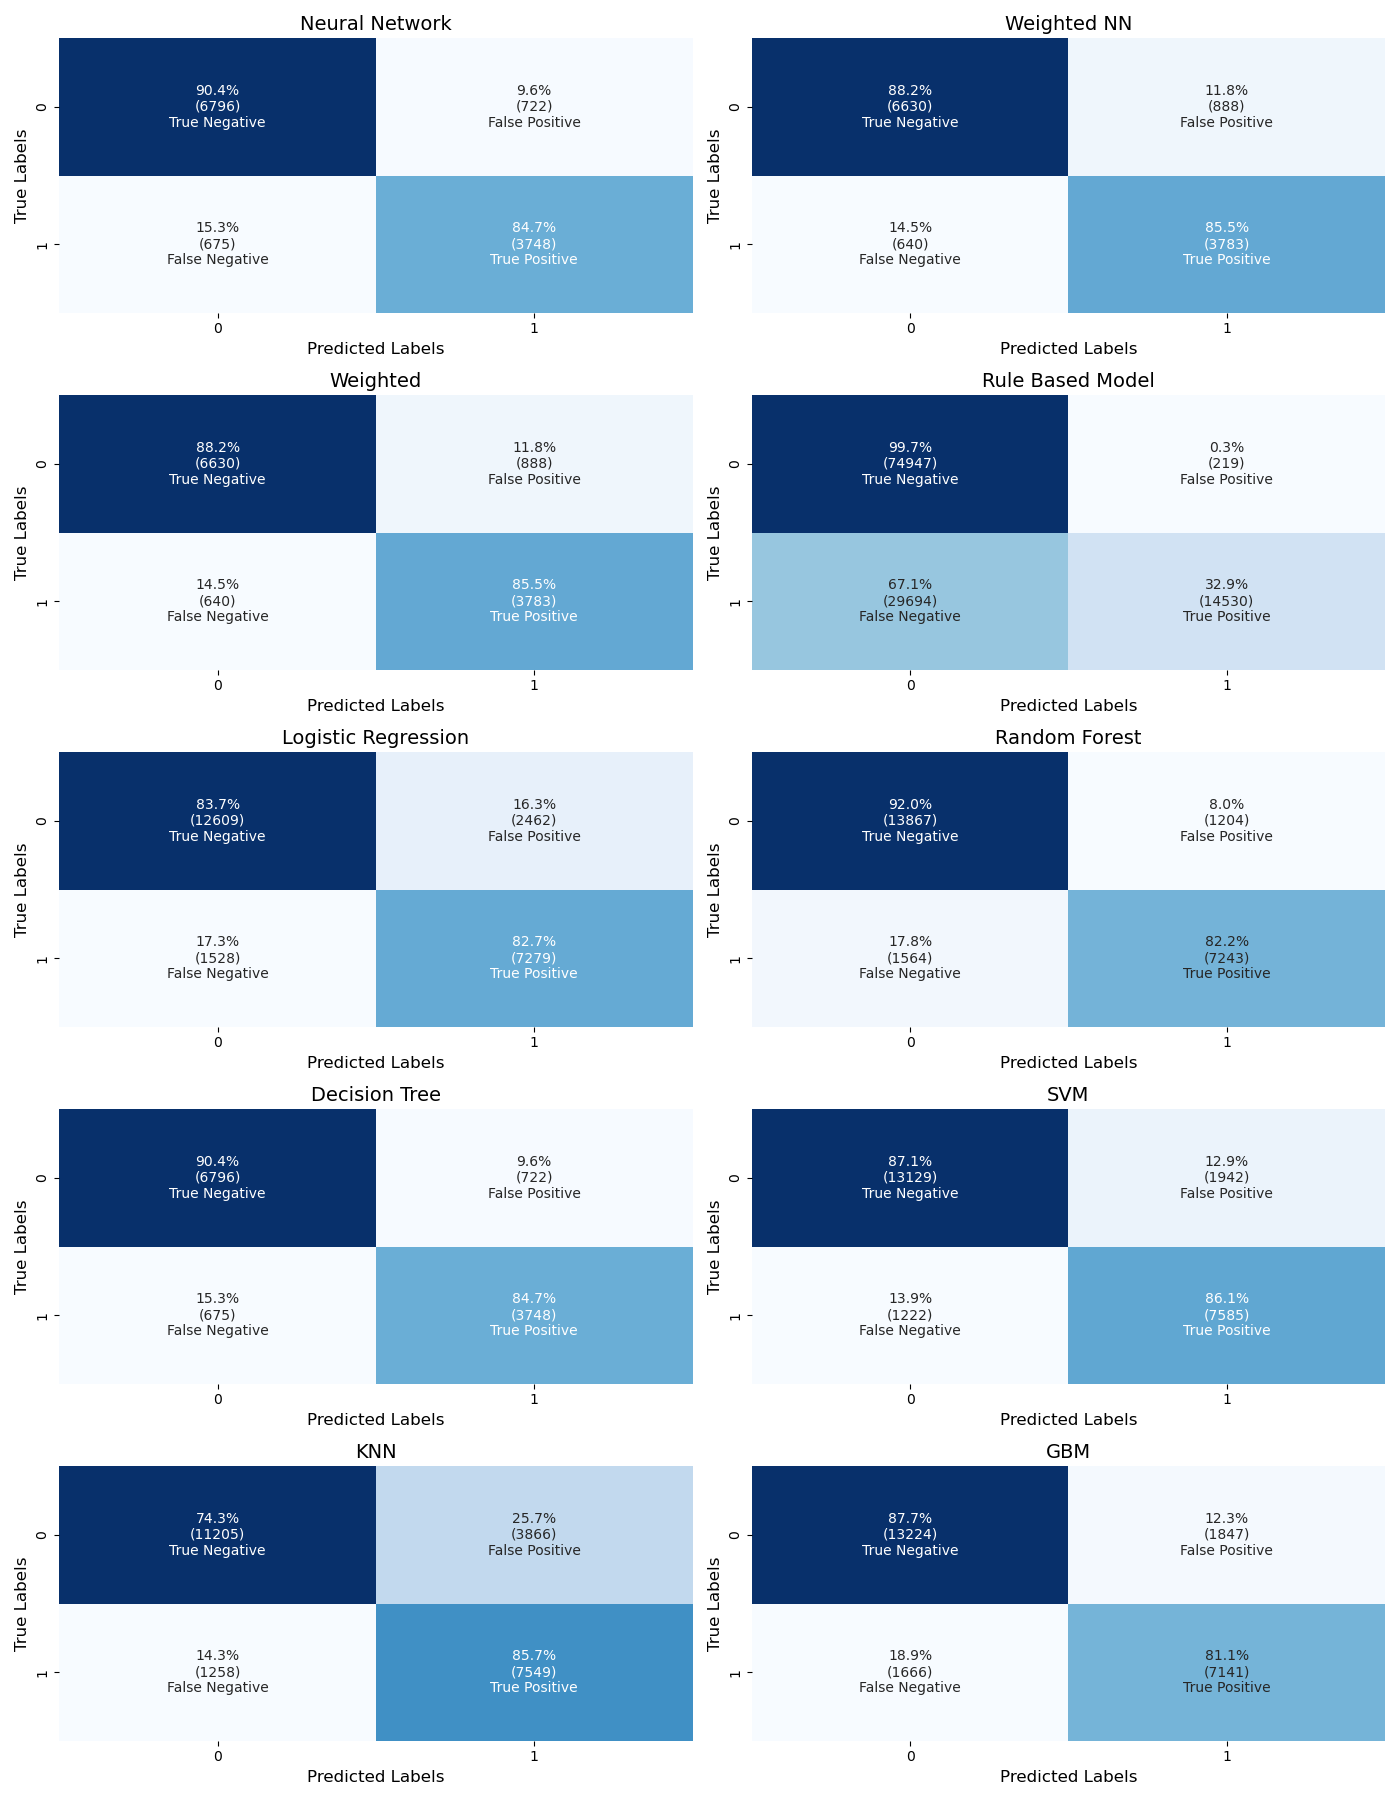 Neural Network
True Labels
0
90.4%
(6796)
True Negative
9.6%
(722)
False Positive
1
15.3%
(675)
False Negative
84.7%
(3748)
True Positive
0
1
Predicted Labels
Weighted NN
True Labels
0
88.2%
(6630)
True Negative
11.8%
(888)
False Positive
1
14.5%
(640)
False Negative
85.5%
(3783)
True Positive
0
1
Predicted Labels
Weighted
True Labels
0
88.2%
(6630)
True Negative
11.8%
(888)
False Positive
1
14.5%
(640)
False Negative
85.5%
(3783)
True Positive
0
1
Predicted Labels
Rule Based Model
True Labels
0
99.7%
(74947)
True Negative
0.3%
(219)
False Positive
1
67.1%
(29694)
False Negative
32.9%
(14530)
True Positive
0
1
Predicted Labels
Logistic Regression
True Labels
0
83.7%
(12609)
True Negative
16.3%
(2462)
False Positive
1
17.3%
(1528)
False Negative
82.7%
(7279)
True Positive
0
1
Predicted Labels
Random Forest
True Labels
0
92.0%
(13867)
True Negative
8.0%
(1204)
False Positive
1
17.8%
(1564)
False Negative
82.2%
(7243)
True Positive
0
1
Predicted Labels
Decision Tree
True Labels
0
90.4%
(6796)
True Negative
9.6%
(722)
False Positive
1
15.3%
(675)
False Negative
84.7%
(3748)
True Positive
0
1
Predicted Labels
SVM
True Labels
0
87.1%
(13129)
True Negative
12.9%
(1942)
False Positive
1
13.9%
(1222)
False Negative
86.1%
(7585)
True Positive
0
1
Predicted Labels
KNN
True Labels
0
74.3%
(11205)
True Negative
25.7%
(3866)
False Positive
1
14.3%
(1258)
False Negative
85.7%
(7549)
True Positive
0
1
Predicted Labels
GBM
True Labels
0
87.7%
(13224)
True Negative
12.3%
(1847)
False Positive
1
18.9%
(1666)
False Negative
81.1%
(7141)
True Positive
0
1
Predicted Labels